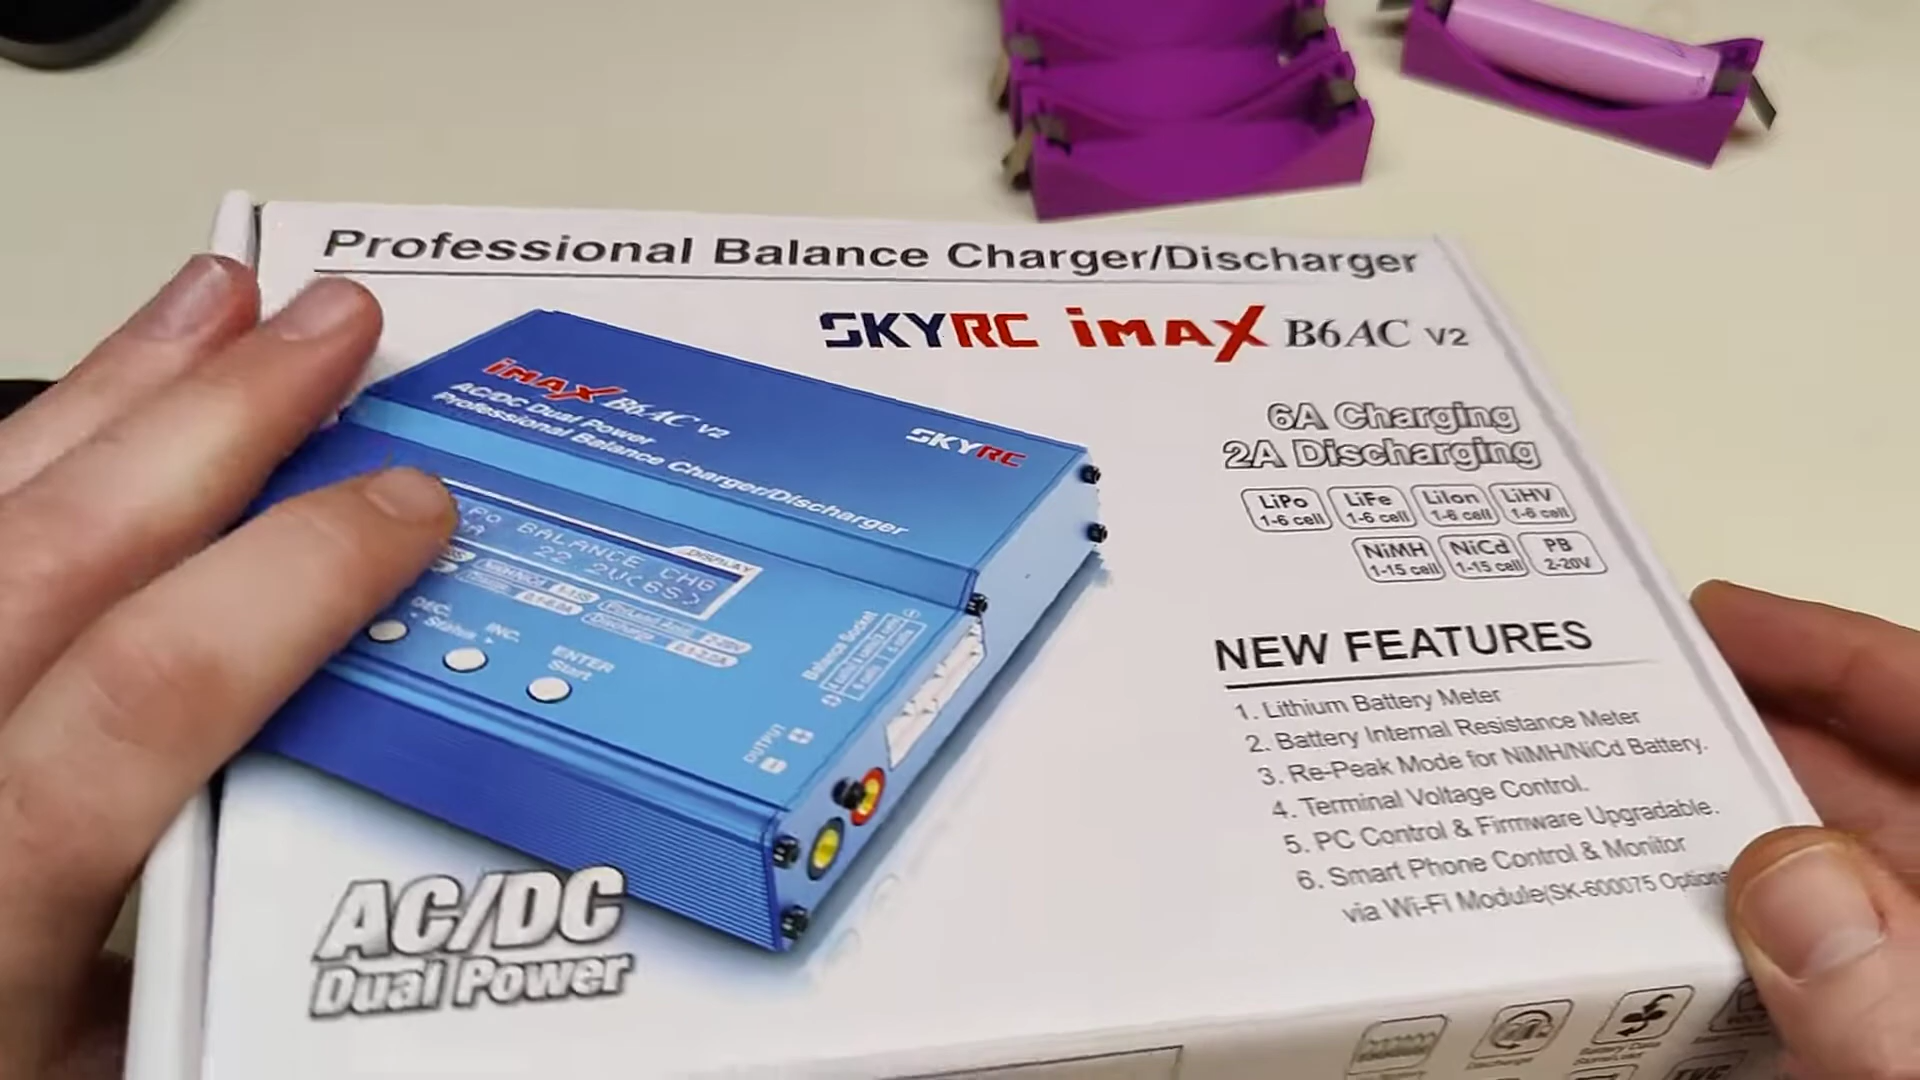 Professional Balance Charger/Discharger
SKYRC iMAX B6AC V2
6A Charging
2A Discharging
LiPo 1-6 cell
LiFe 1-6 cell
LiIon 1-6 cell
LiHV 1-6 cell
NiMH 1-15 cell
NiCd 1-15 cell
PB 2-20V
iMAX B6AC V2
AC/DC Dual Power
Professional Balance Charger/Discharger
SKYRC
DISPLAY
BALANCE CHG
22 2V(6S)
DEC.
Status
INC.
ENTER
Start
Balance Socket
OUTPUT
NEW FEATURES
1. Lithium Battery Meter
2. Battery Internal Resistance Meter
3. Re-Peak Mode for NiMH/NiCd Battery.
4. Terminal Voltage Control.
5. PC Control & Firmware Upgradable.
6. Smart Phone Control & Monitor
via Wi-Fi Module(SK-600075
AC/DC
Dual Power